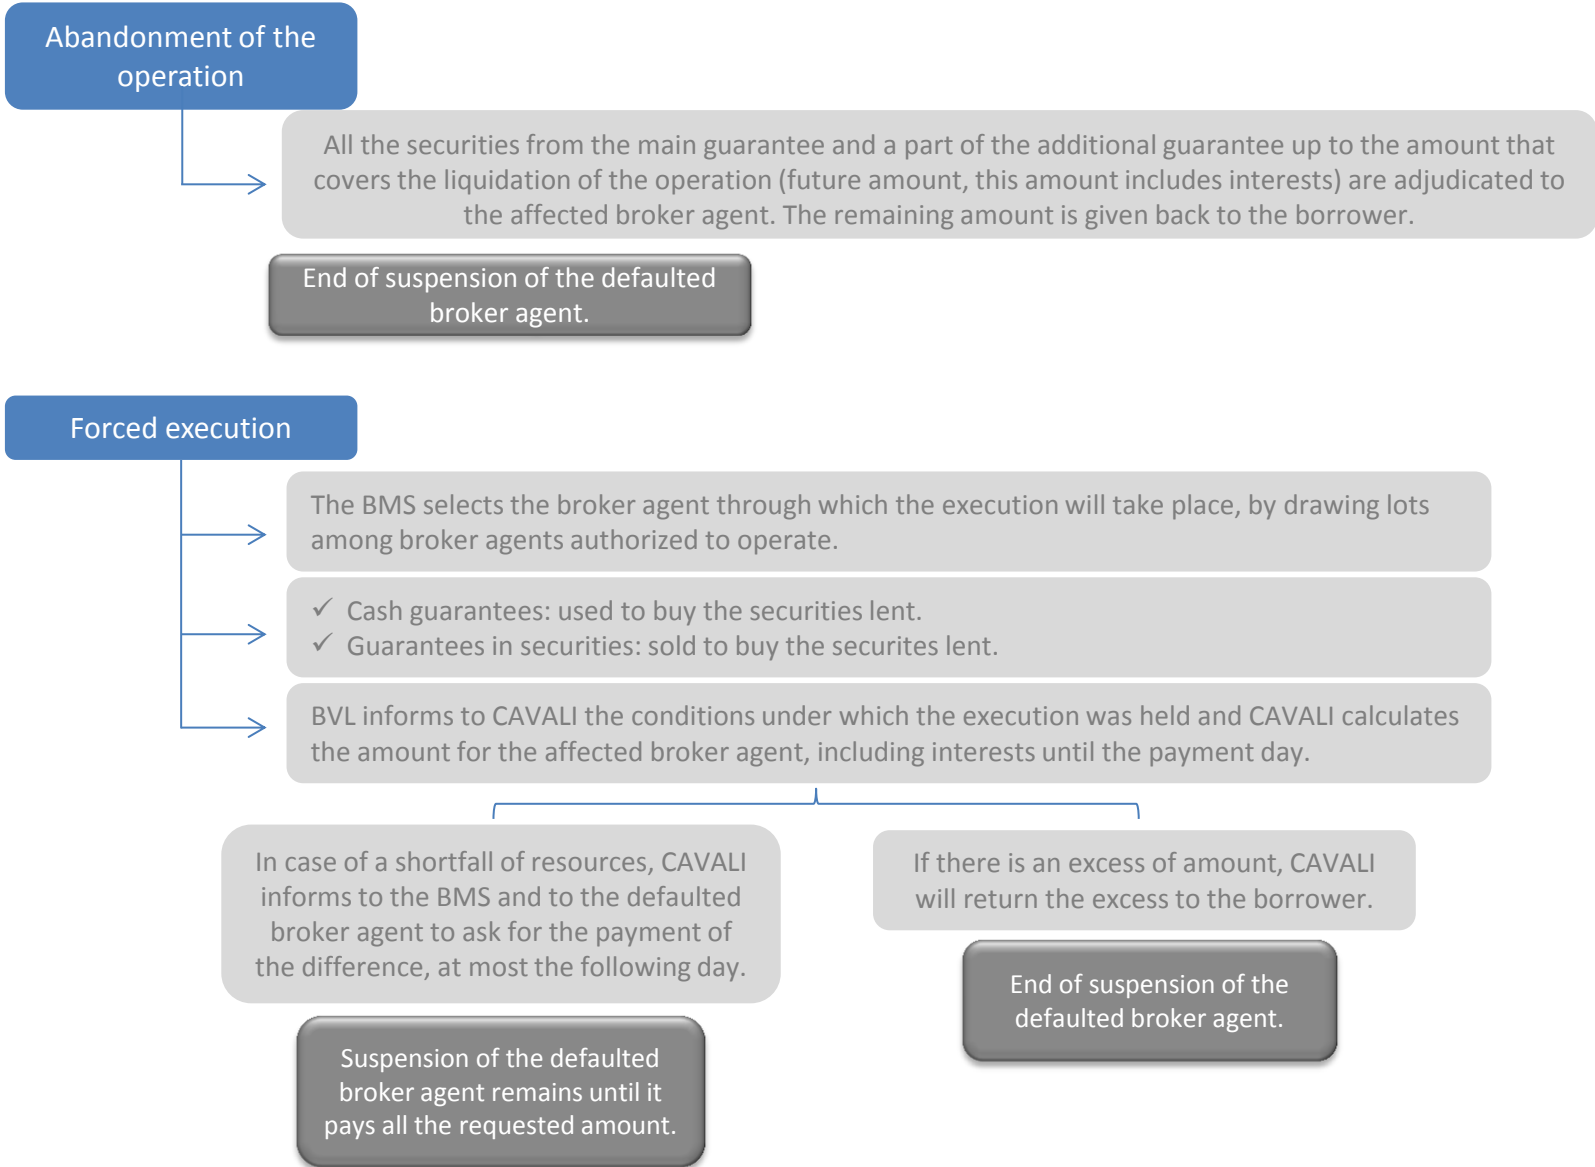 Abandonment of the
operation
All the securities from the main guarantee and a part of the additional guarantee up to the amount that
covers the liquidation of the operation (future amount, this amount includes interests) are adjudicated to
the affected broker agent. The remaining amount is given back to the borrower.
End of suspension of the defaulted
broker agent.
Forced execution
The BMS selects the broker agent through which the execution will take place, by drawing lots
among broker agents authorized to operate.
✓ Cash guarantees: used to buy the securities lent.
✓ Guarantees in securities: sold to buy the securites lent.
BVL informs to CAVALI the conditions under which the execution was held and CAVALI calculates
the amount for the affected broker agent, including interests until the payment day.
In case of a shortfall of resources, CAVALI
informs to the BMS and to the defaulted
broker agent to ask for the payment of
the difference, at most the following day.
Suspension of the defaulted
broker agent remains until it
pays all the requested amount.
If there is an excess of amount, CAVALI
will return the excess to the borrower.
End of suspension of the
defaulted broker agent.